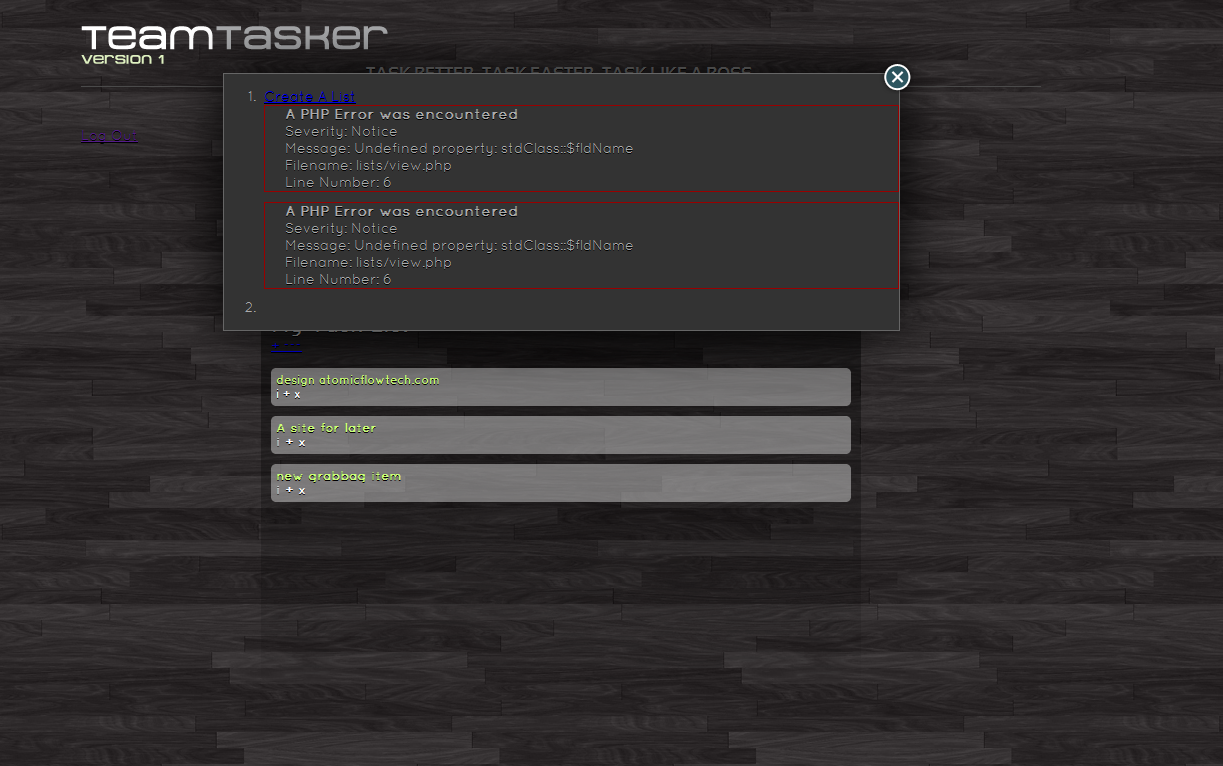 TEAMTASKER
VERSION 1
TASK BETTER. TASK FASTER. TASK LIKE A BOSS.
Log Out
1. Create A List
A PHP Error was encountered
Severity: Notice
Message: Undefined property: stdClass::$fldName
Filename: lists/view.php
Line Number: 6
A PHP Error was encountered
Severity: Notice
Message: Undefined property: stdClass::$fldName
Filename: lists/view.php
Line Number: 6
2.
My Task List
design atomicflowtech.com
i + x
A site for later
i + x
new grabbag item
i + x